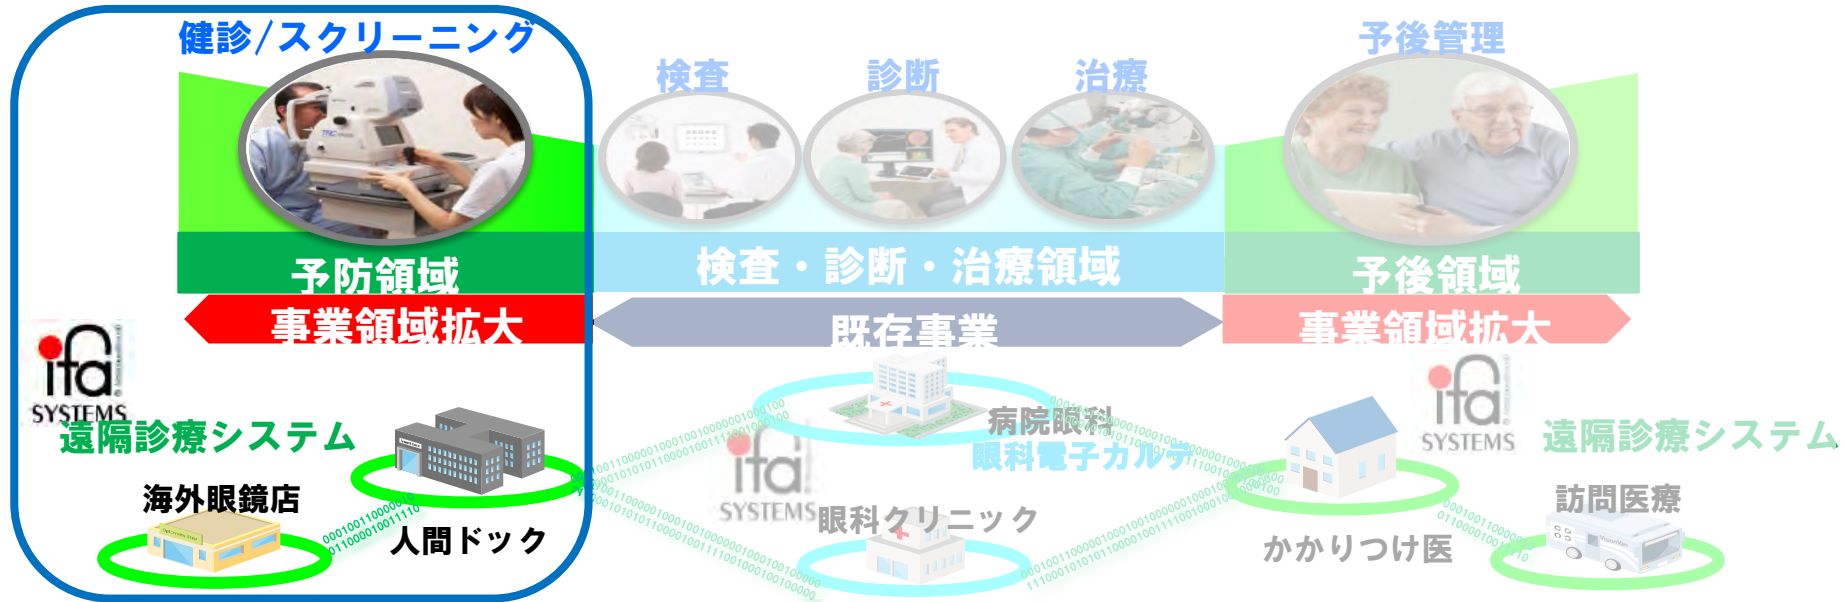 健診/スクリーニング
検査
診断
治療
予後管理
予防領域
検査・診断・治療領域
予後領域
事業領域拡大
既存事業
事業領域拡大
ifa
SYSTEMS
遠隔診療システム
海外眼鏡店
人間ドック
ifa
SYSTEMS
病院眼科
眼科電子カルテ
眼科クリニック
ifa
SYSTEMS
遠隔診療システム
かかりつけ医
訪問医療